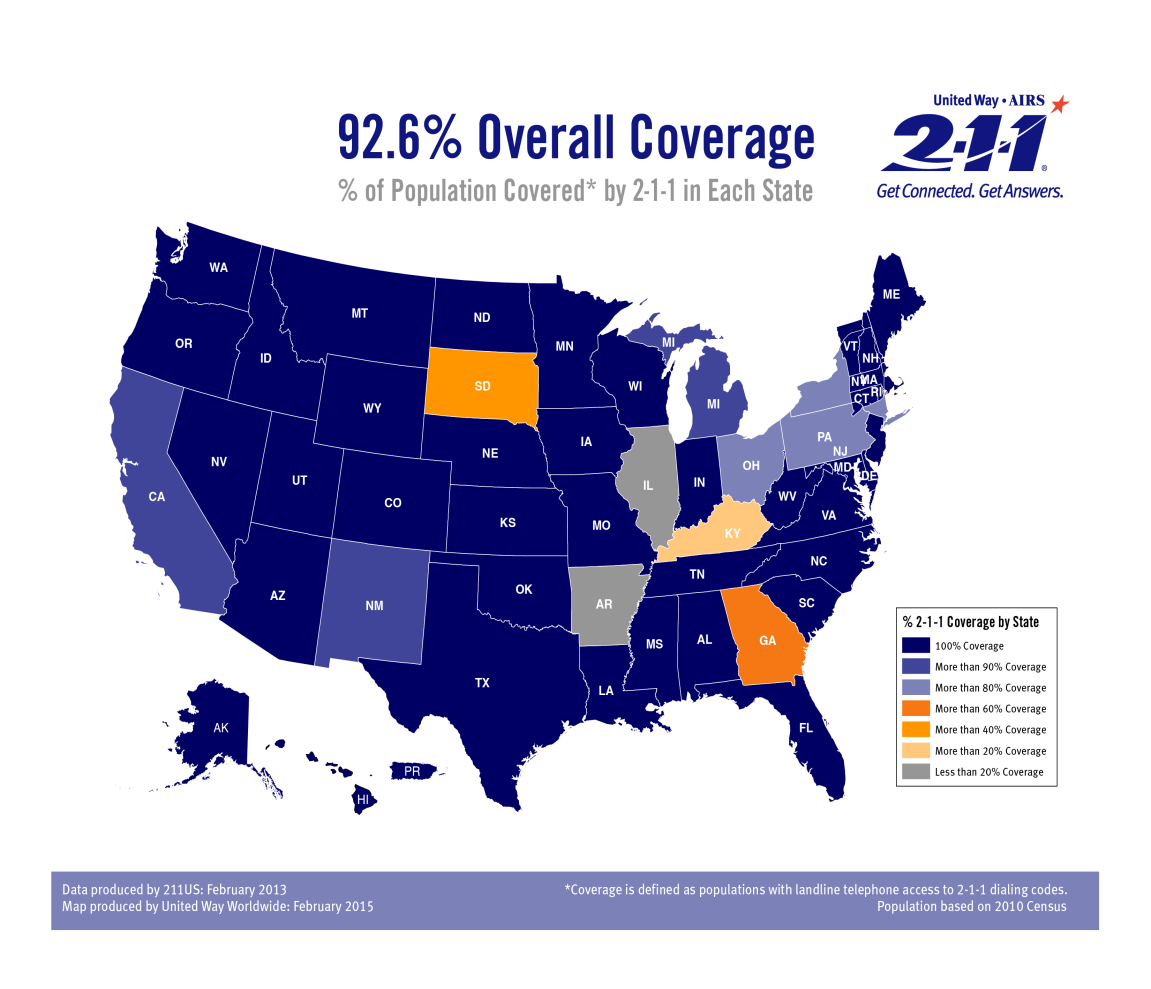 United Way • AIRS
92.6% Overall Coverage
2-1-1®
% of Population Covered* by 2-1-1 in Each State
Get Connected. Get Answers.
WA
ME
MT
ND
OR
VT
MI
MN
ID
NH
SD
NY
MA
WI
RI
CT
WY
MI
PA
IA
NJ
NE
NV
OH
MD
UT
IN
DE
IL
CA
WV
CO
VA
KS
MO
KY
NC
TN
OK
AZ
SC
NM
AR
GA
AL
MS
TX
LA
AK
FL
PR
HI
% 2-1-1 Coverage by State
100% Coverage
More than 90% Coverage
More than 80% Coverage
More than 60% Coverage
More than 40% Coverage
More than 20% Coverage
Less than 20% Coverage
Data produced by 211US: February 2013
Map produced by United Way Worldwide: February 2015
*Coverage is defined as populations with landline telephone access to 2-1-1 dialing codes.
Population based on 2010 Census